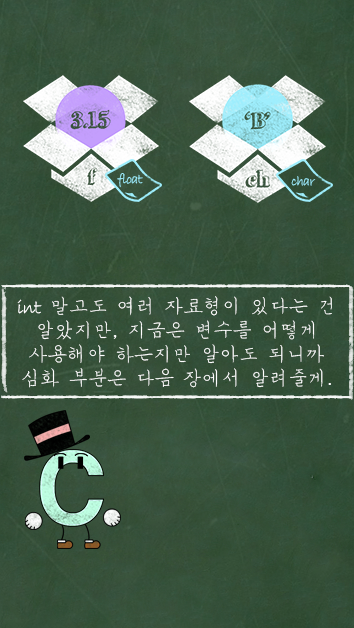 3.15
f
float
'B'
ch
char
int 말고도 여러 자료형이 있다는 건
알았지만, 지금은 변수를 어떻게
사용해야 하는지만 알아도 되니까
심화 부분은 다음 장에서 알려줄게.
C